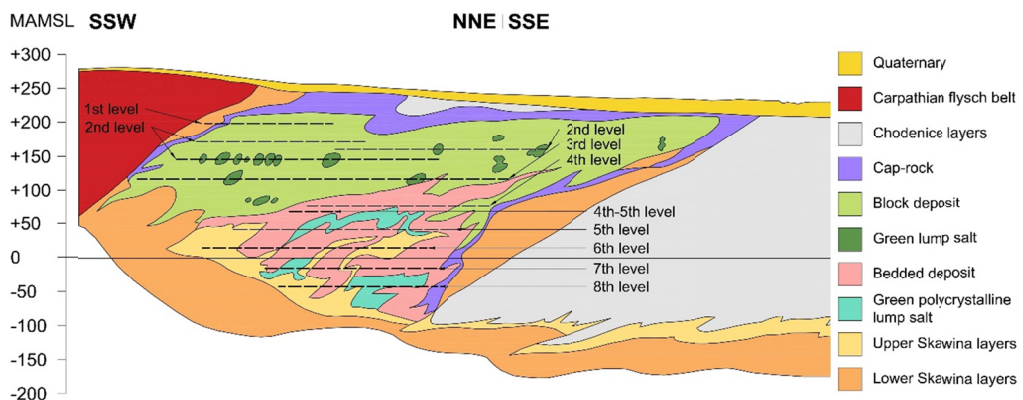 MAMSL SSW NNE | SSE
+300
+250
+200
+150
+100
+50
0
-50
-100
-150
-200
1st level
2nd level
2nd level
3rd level
4th level
4th-5th level
5th level
6th level
7th level
8th level
Quaternary
Carpathian flysch belt
Chodenice layers
Cap-rock
Block deposit
Green lump salt
Bedded deposit
Green polycrystalline
lump salt
Upper Skawina layers
Lower Skawina layers